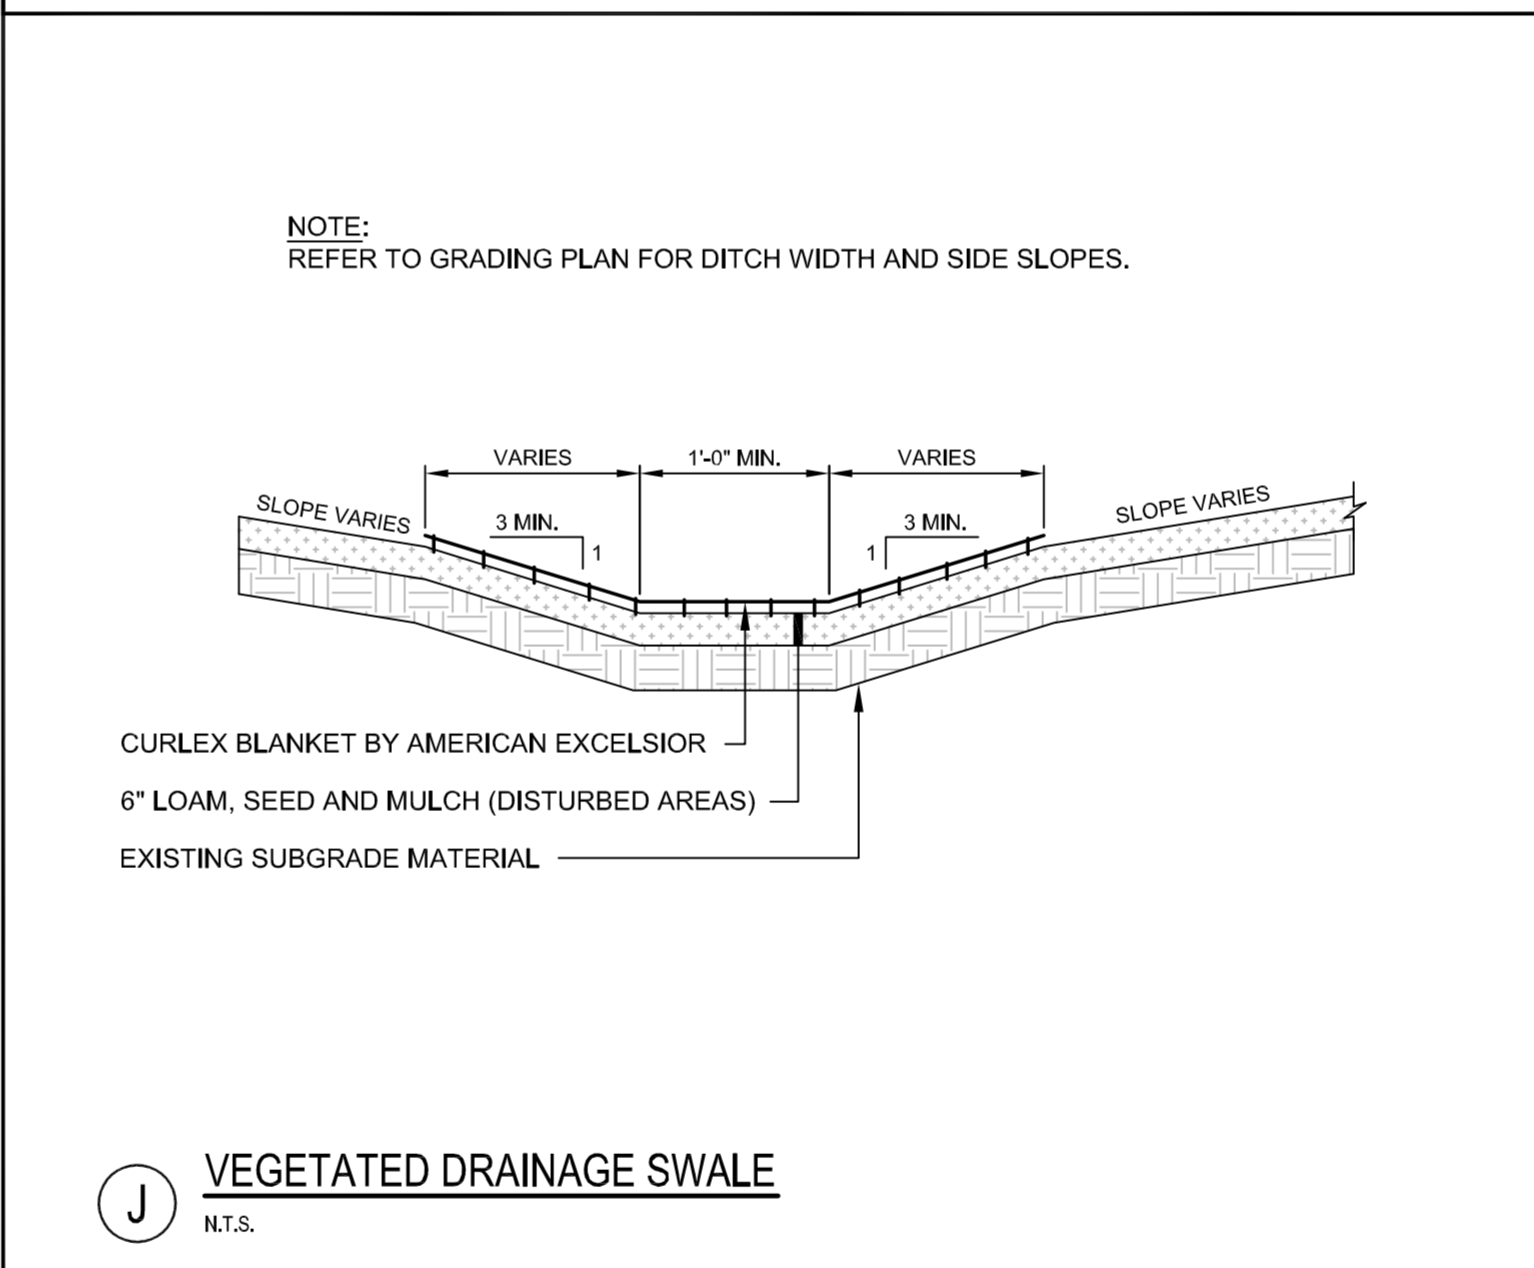 NOTE:
REFER TO GRADING PLAN FOR DITCH WIDTH AND SIDE SLOPES.
VARIES
1'-0" MIN.
VARIES
SLOPE VARIES
3 MIN.
1
3 MIN.
1
SLOPE VARIES
CURLEX BLANKET BY AMERICAN EXCELSIOR
6" LOAM, SEED AND MULCH (DISTURBED AREAS)
EXISTING SUBGRADE MATERIAL
J
VEGETATED DRAINAGE SWALE
N.T.S.